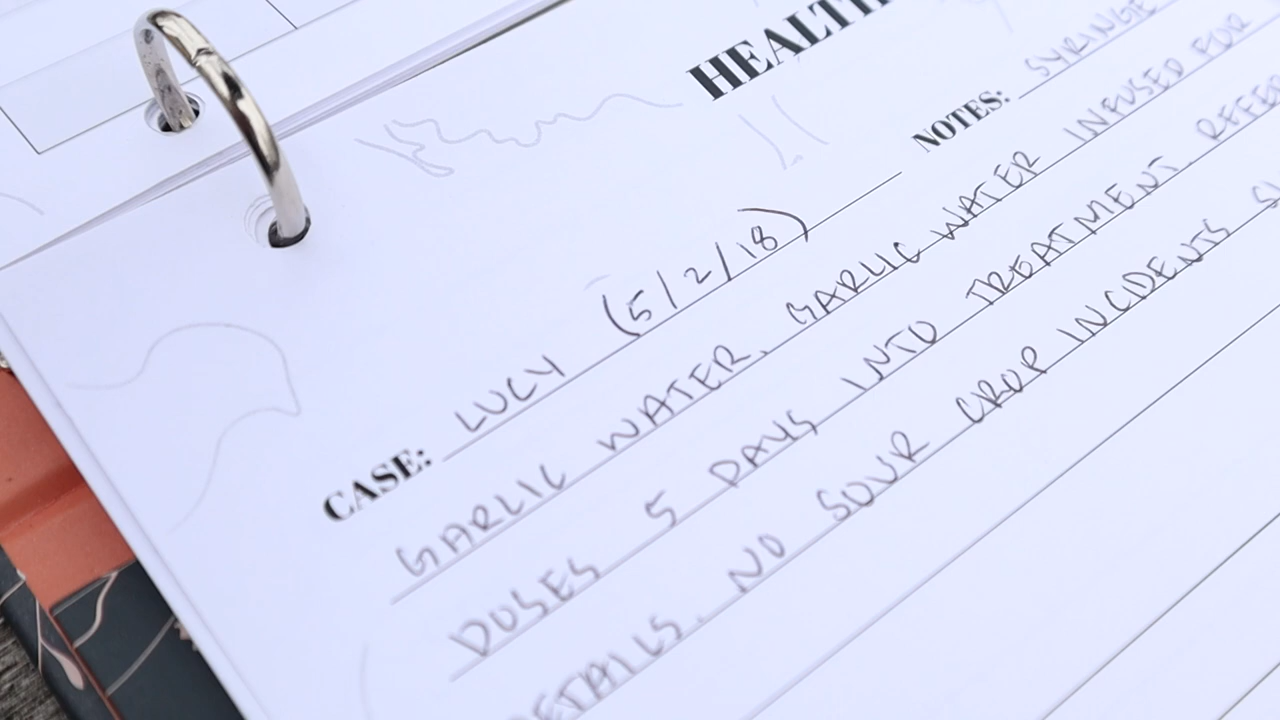 HEALTH
CASE: LUCY (5/2/18) NOTES: SYRINGE
GARLIC WATER. GARLIC WATER INFUSED FOR
DOSES 5 DAYS INTO TREATMENT. REFER
DETAILS. NO SOUR CROP INCIDENTS